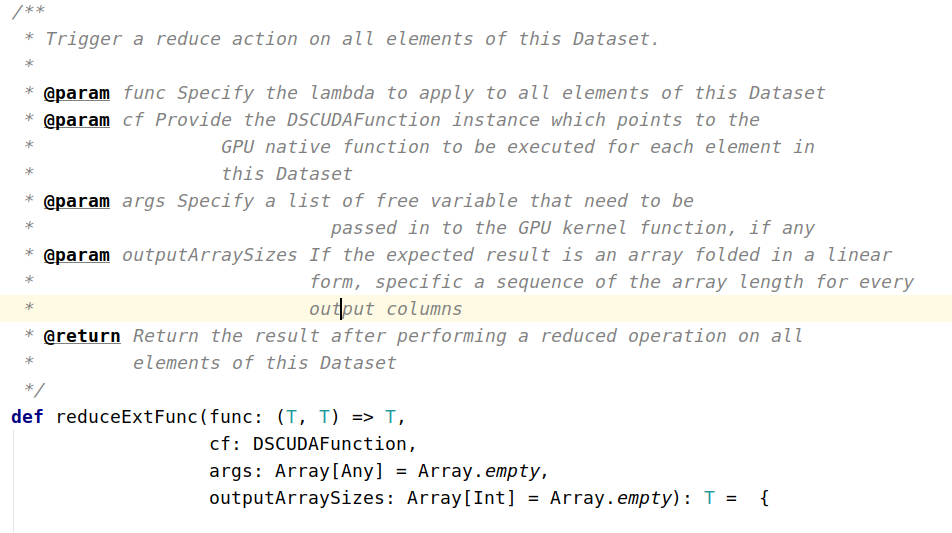 /**
 * Trigger a reduce action on all elements of this Dataset.
 *
 * @param func Specify the lambda to apply to all elements of this Dataset
 * @param cf Provide the DSCUDAFunction instance which points to the
 *                 GPU native function to be executed for each element in
 *                 this Dataset
 * @param args Specify a list of free variable that need to be
 *                           passed in to the GPU kernel function, if any
 * @param outputArraySizes If the expected result is an array folded in a linear
 *                         form, specific a sequence of the array length for every
 *                         output columns
 * @return Return the result after performing a reduced operation on all
 *         elements of this Dataset
 */
def reduceExtFunc(func: (T, T) => T,
                  cf: DSCUDAFunction,
                  args: Array[Any] = Array.empty,
                  outputArraySizes: Array[Int] = Array.empty): T =  {